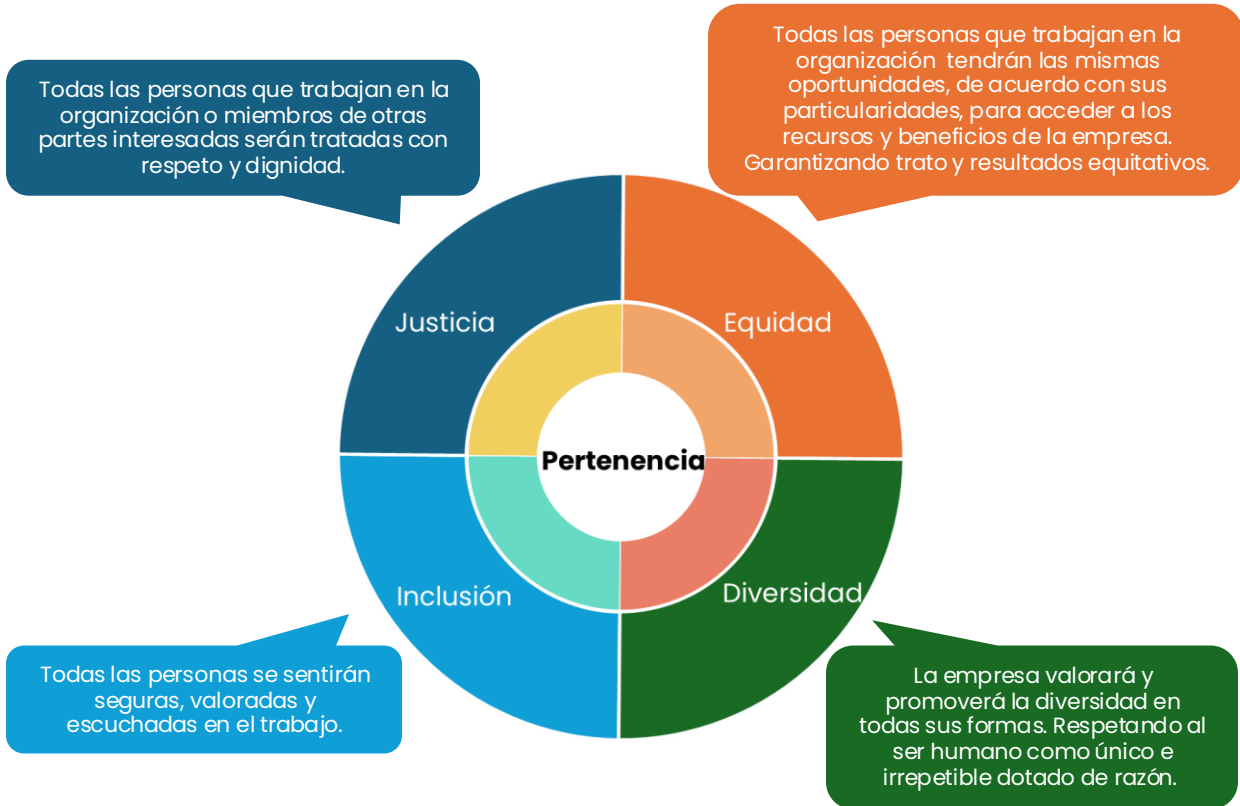 Todas las personas que trabajan en la
organización o miembros de otras
partes interesadas serán tratadas con
respeto y dignidad.
Todas las personas que trabajan en la
organización tendrán las mismas
oportunidades, de acuerdo con sus
particularidades, para acceder a los
recursos y beneficios de la empresa.
Garantizando trato y resultados equitativos.
Justicia
Equidad
Pertenencia
Inclusión
Diversidad
Todas las personas se sentirán
seguras, valoradas y
escuchadas en el trabajo.
La empresa valorará y
promoverá la diversidad en
todas sus formas. Respetando al
ser humano como único e
irrepetible dotado de razón.